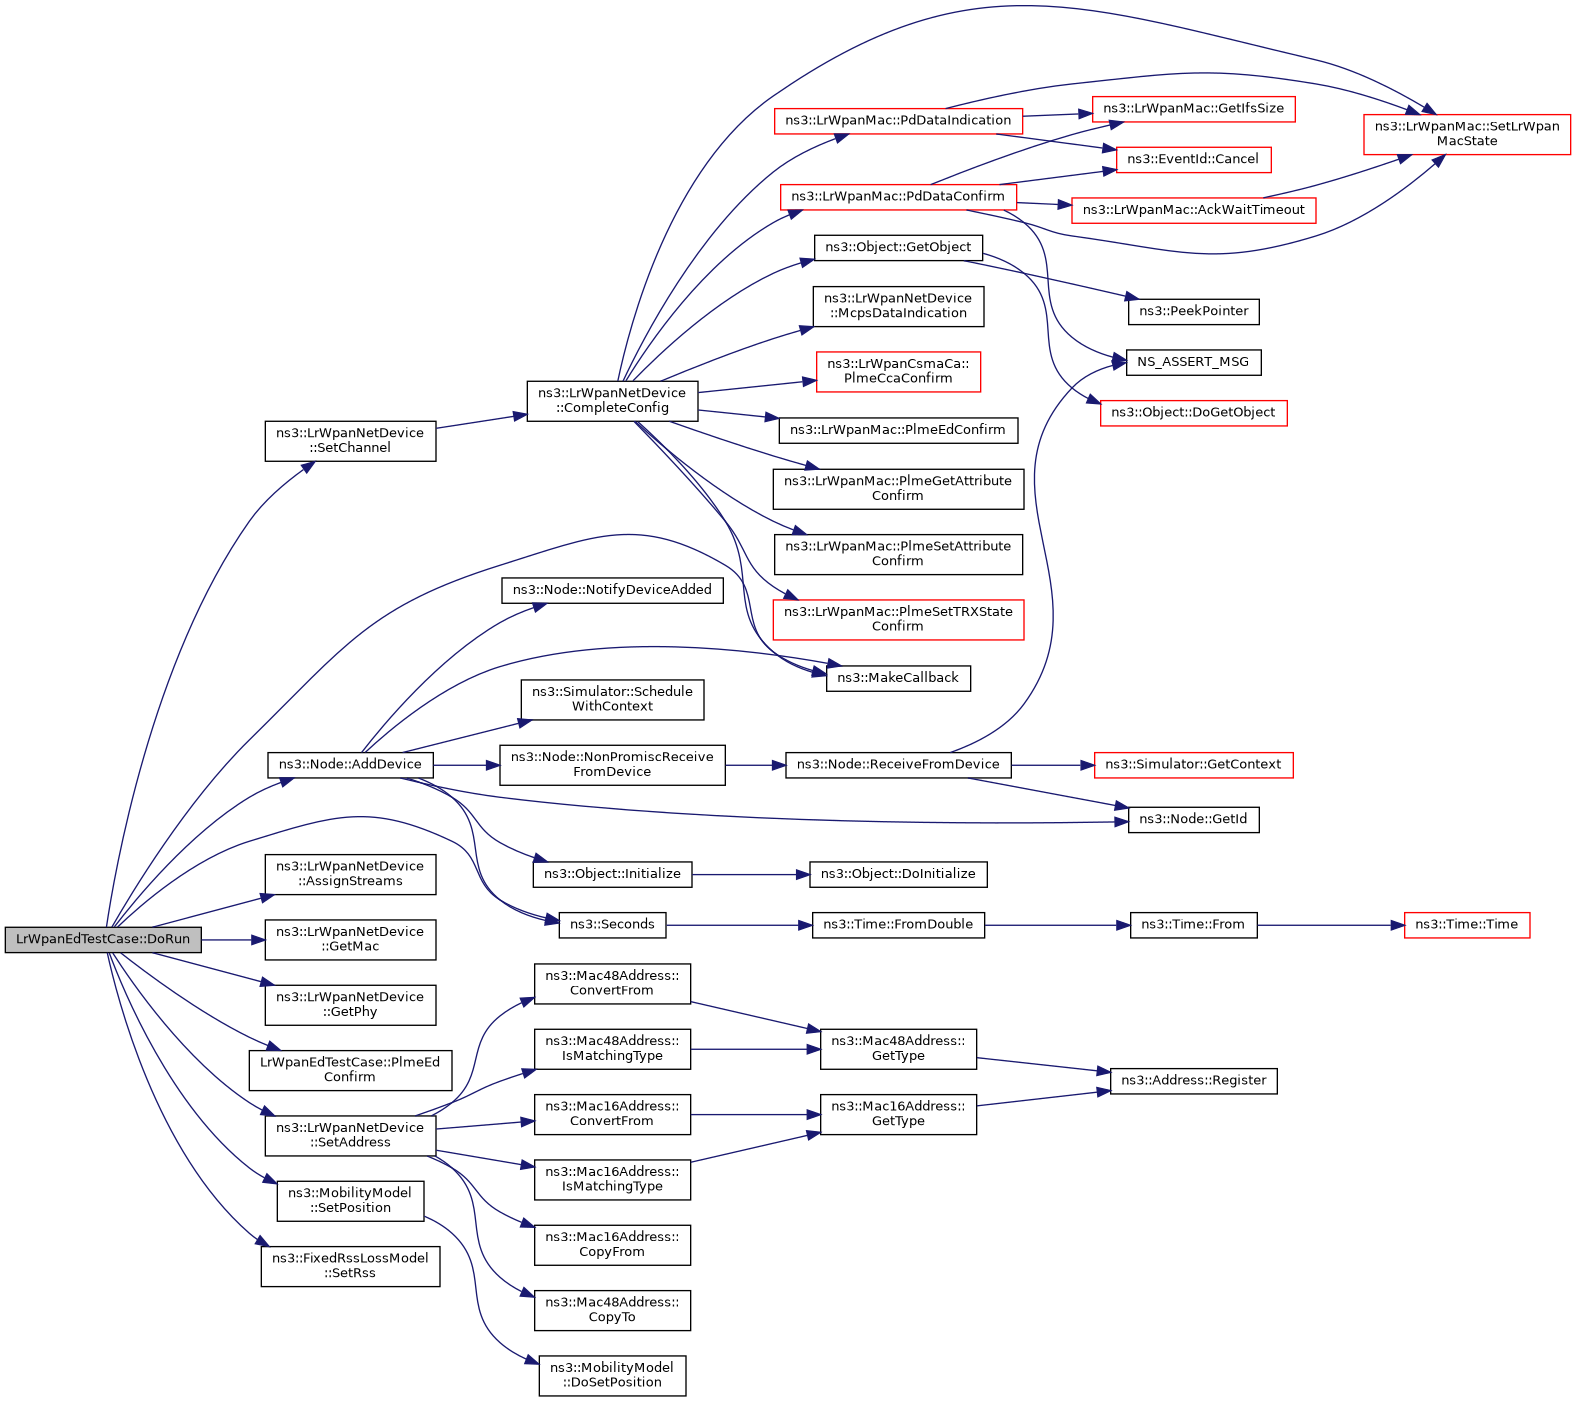 LrWpanEdTestCase::DoRun
ns3::LrWpanNetDevice
::SetChannel
ns3::Node::AddDevice
ns3::LrWpanNetDevice
::AssignStreams
ns3::LrWpanNetDevice
::GetMac
ns3::LrWpanNetDevice
::GetPhy
LrWpanEdTestCase::PlmeEd
Confirm
ns3::LrWpanNetDevice
::SetAddress
ns3::MobilityModel
::SetPosition
ns3::FixedRssLossModel
::SetRss
ns3::LrWpanNetDevice
::CompleteConfig
ns3::Node::NotifyDeviceAdded
ns3::Simulator::Schedule
WithContext
ns3::Node::NonPromiscReceive
FromDevice
ns3::Object::Initialize
ns3::Seconds
ns3::Mac48Address::
ConvertFrom
ns3::Mac48Address::
IsMatchingType
ns3::Mac16Address::
ConvertFrom
ns3::Mac16Address::
IsMatchingType
ns3::Mac16Address::
CopyFrom
ns3::Mac48Address::
CopyTo
ns3::MobilityModel
::DoSetPosition
ns3::LrWpanMac::PdDataIndication
ns3::LrWpanMac::PdDataConfirm
ns3::Object::GetObject
ns3::LrWpanNetDevice
::McpsDataIndication
ns3::LrWpanCsmaCa::
PlmeCcaConfirm
ns3::LrWpanMac::PlmeEdConfirm
ns3::LrWpanMac::PlmeGetAttribute
Confirm
ns3::LrWpanMac::PlmeSetAttribute
Confirm
ns3::LrWpanMac::PlmeSetTRXState
Confirm
ns3::MakeCallback
ns3::Node::ReceiveFromDevice
ns3::Object::DoInitialize
ns3::Time::FromDouble
ns3::Mac48Address::
GetType
ns3::Mac16Address::
GetType
ns3::LrWpanMac::GetIfsSize
ns3::EventId::Cancel
ns3::LrWpanMac::AckWaitTimeout
ns3::PeekPointer
NS_ASSERT_MSG
ns3::Object::DoGetObject
ns3::Simulator::GetContext
ns3::Node::GetId
ns3::Time::From
ns3::Address::Register
ns3::LrWpanMac::SetLrWpan
MacState
ns3::Time::Time